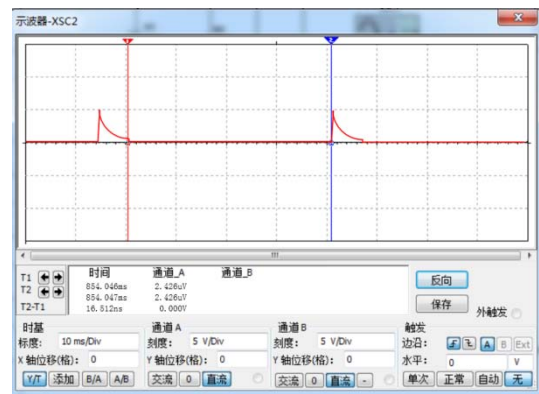 示波器-XSC2
1
2
T1
T2
T2-T1
时间 通道_A 通道_B
854.046ms 2.426uV
854.047ms 2.426uV
16.512ns 0.000V
反向
保存
外触发
时基
标度: 10 ms/Div
X 轴位移(格): 0
Y/T 添加 B/A A/B
通道 A
刻度: 5 V/Div
Y 轴位移(格): 0
交流 0 直流
通道 B
刻度: 5 V/Div
Y 轴位移(格): 0
交流 0 直流 -
触发
边沿: A B Ext
水平: 0 V
单次 正常 自动 无